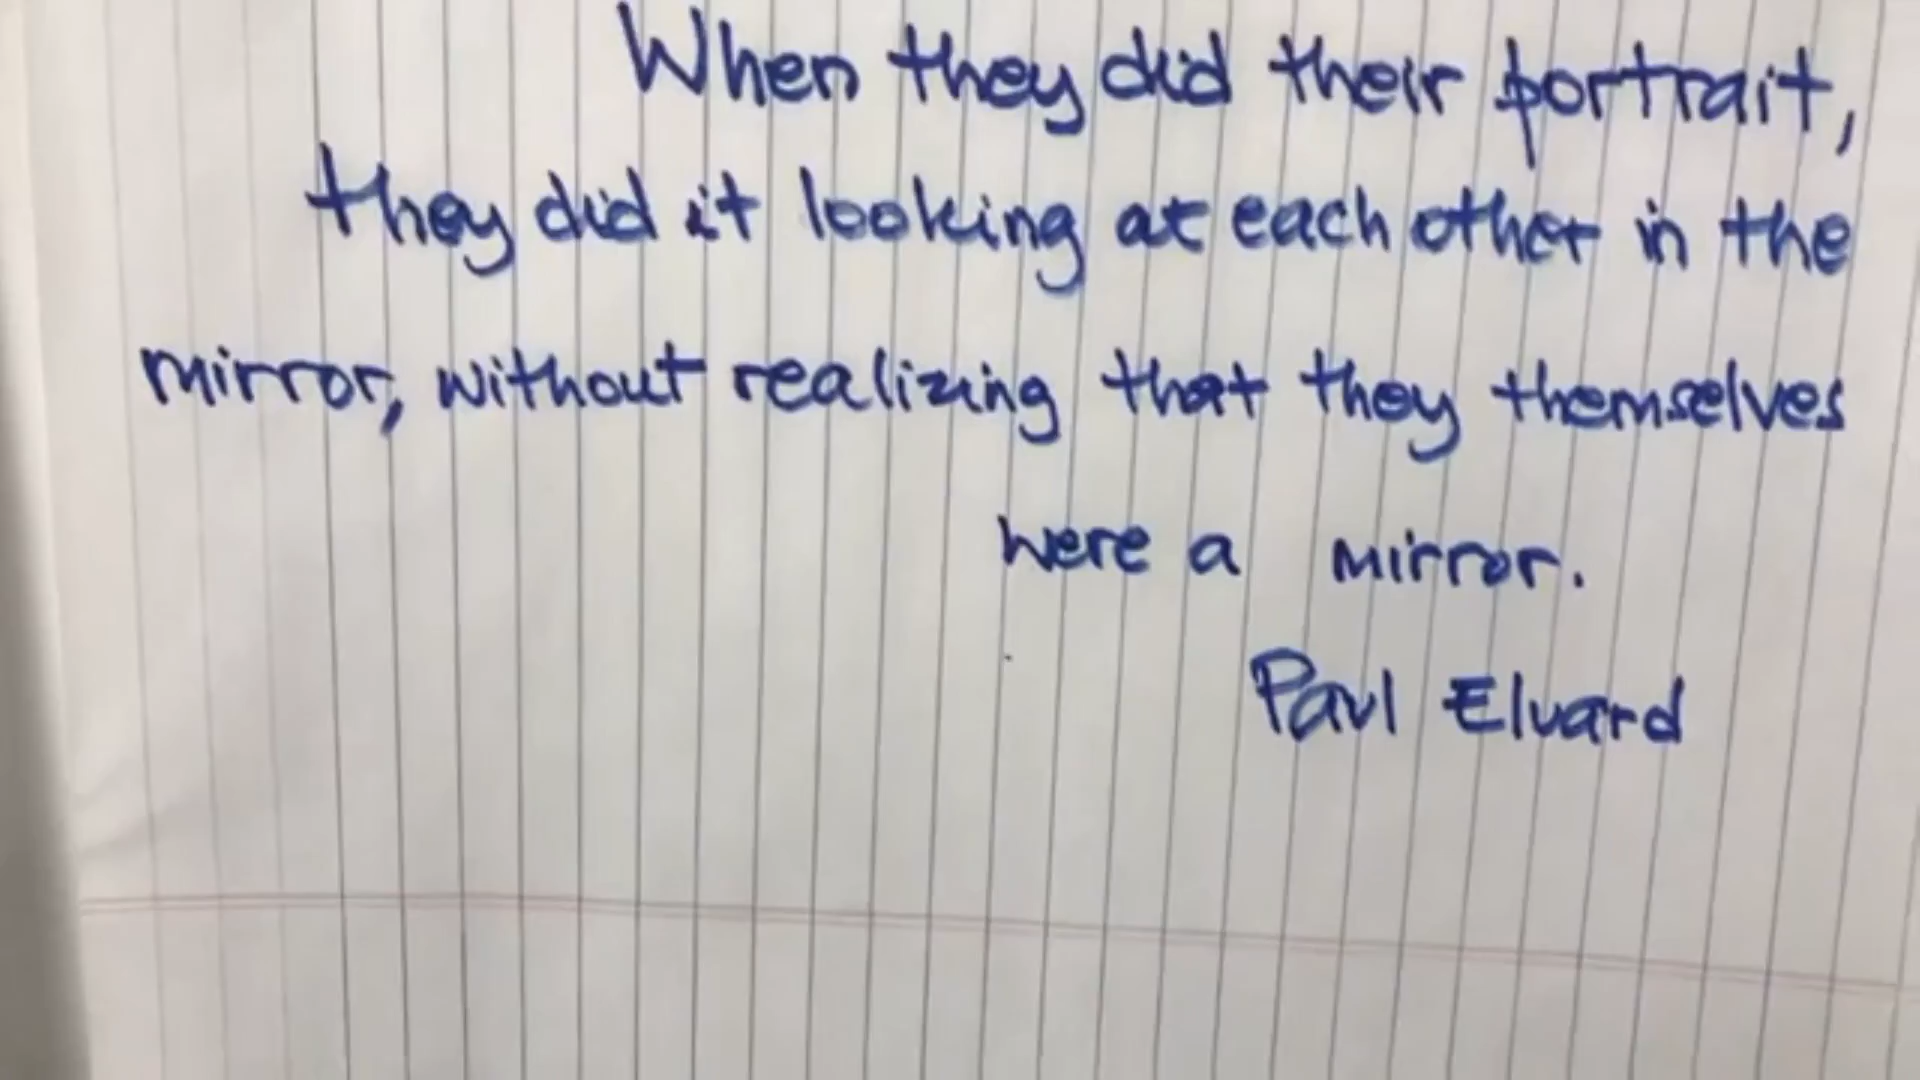 When they did their portrait,
they did it looking at each other in the
mirror, without realizing that they themselves
were a mirror.
Paul Eluard